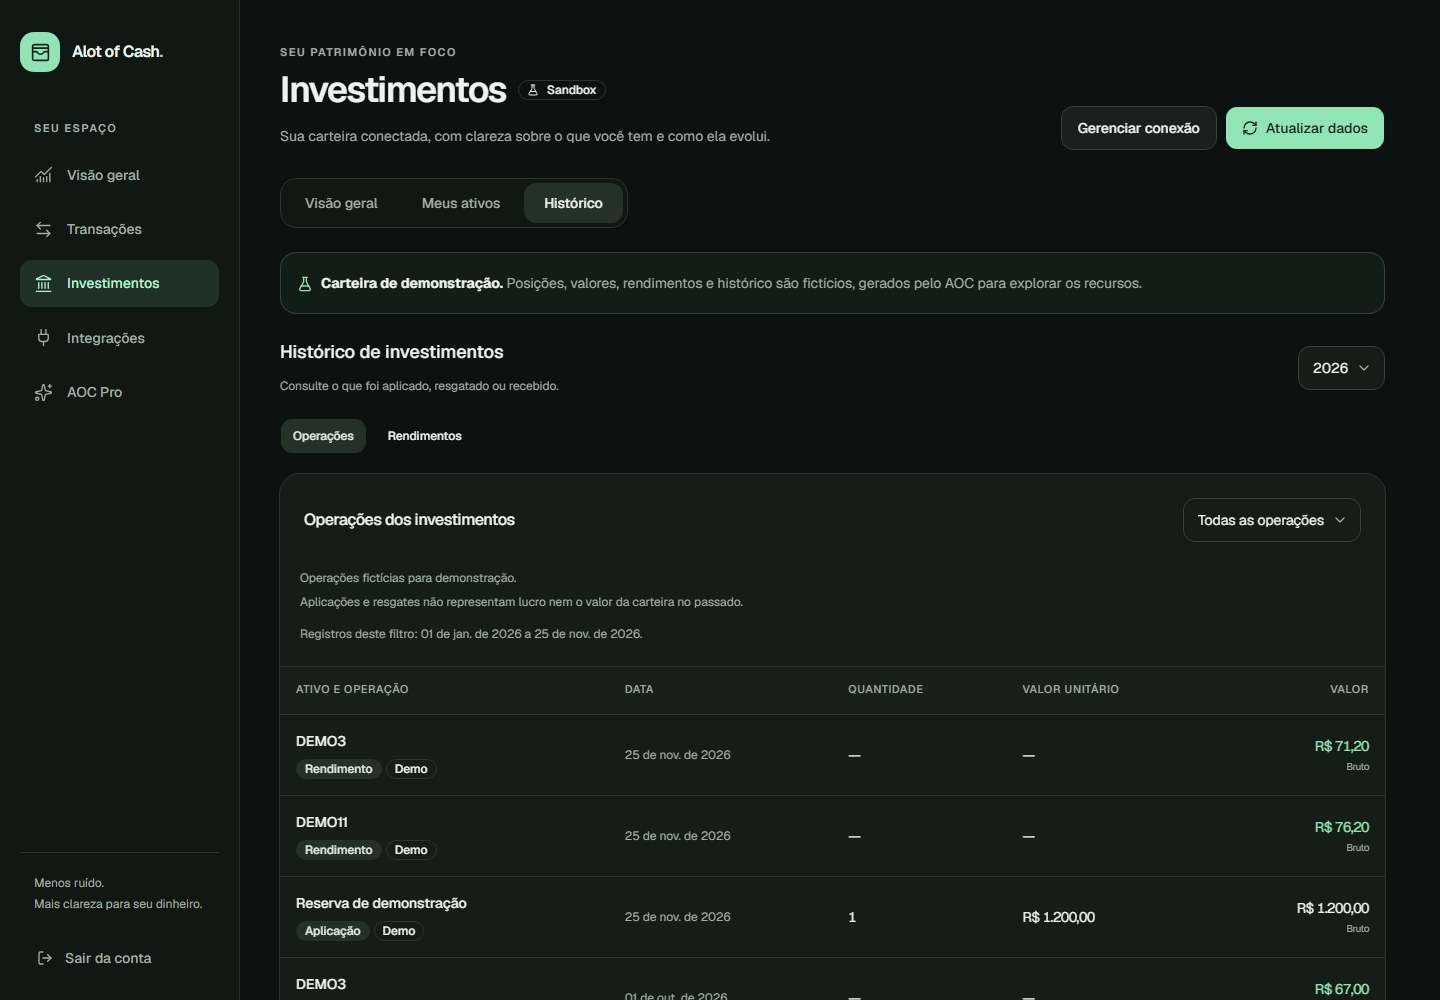 Alot of Cash.
SEU ESPAÇO
Visão geral
Transações
Investimentos
Integrações
AOC Pro
Menos ruído.
Mais clareza para seu dinheiro.
Sair da conta
SEU PATRIMÔNIO EM FOCO
Investimentos
Sandbox
Sua carteira conectada, com clareza sobre o que você tem e como ela evolui.
Gerenciar conexão
Atualizar dados
Visão geral
Meus ativos
Histórico
Carteira de demonstração. Posições, valores, rendimentos e histórico são fictícios, gerados pelo AOC para explorar os recursos.
Histórico de investimentos
Consulte o que foi aplicado, resgatado ou recebido.
2026
Operações
Rendimentos
Operações dos investimentos
Todas as operações
Operações fictícias para demonstração.
Aplicações e resgates não representam lucro nem o valor da carteira no passado.
Registros deste filtro: 01 de jan. de 2026 a 25 de nov. de 2026.
ATIVO E OPERAÇÃO DATA QUANTIDADE VALOR UNITÁRIO VALOR
DEMO3
Rendimento Demo
25 de nov. de 2026 — — R$ 71,20
Bruto
DEMO11
Rendimento Demo
25 de nov. de 2026 — — R$ 76,20
Bruto
Reserva de demonstração
Aplicação Demo
25 de nov. de 2026 1 R$ 1.200,00 R$ 1.200,00
Bruto
DEMO3
01 de out. de 2026 — — R$ 67,00